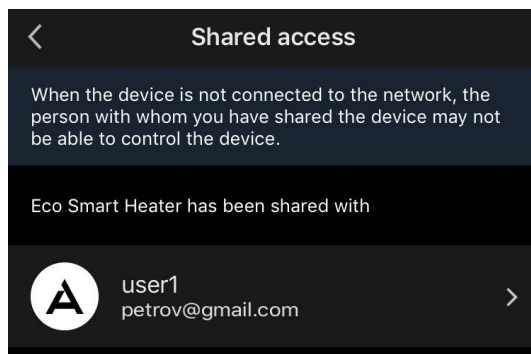 Shared access
When the device is not connected to the network, the
person with whom you have shared the device may not
be able to control the device.
Eco Smart Heater has been shared with
user1
petrov@gmail.com